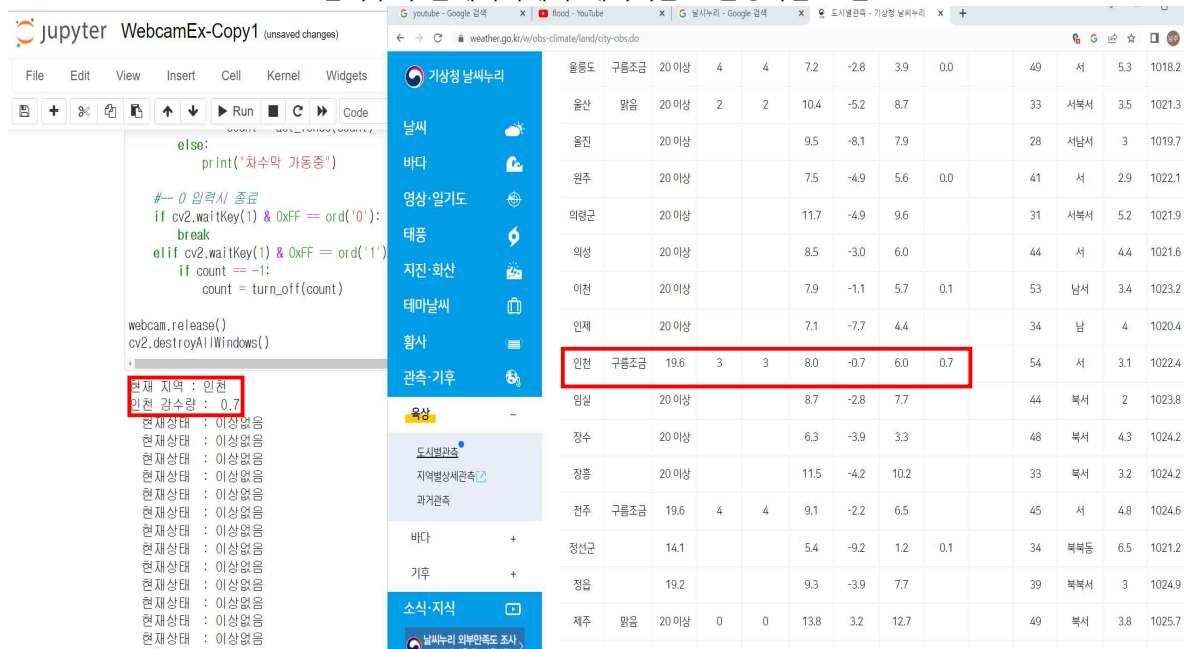 jupyter WebcamEx-Copy1 (unsaved changes)
File Edit View Insert Cell Kernel Widgets
Run Code
else:
print("차수막 가동중")
#-- 0 입력시 종료
if cv2.waitKey(1) & 0xFF == ord('0'):
break
elif cv2.waitKey(1) & 0xFF == ord('1')
if count == -1:
count = turn_off(count)
webcam.release()
cv2.destroyAllWindows()
현재 지역 : 인천
인천 강수량 : 0.7
현재상태 : 이상없음
현재상태 : 이상없음
현재상태 : 이상없음
현재상태 : 이상없음
현재상태 : 이상없음
현재상태 : 이상없음
현재상태 : 이상없음
현재상태 : 이상없음
현재상태 : 이상없음
현재상태 : 이상없음
현재상태 : 이상없음
현재상태 : 이상없음
현재상태 : 이상없음
youtube - Google 검색 x flood - YouTube x 날씨누리 - Google 검색 x 도시별관측 - 기상청 날씨누리 x +
weather.go.kr/w/obs-climate/land/city-obs.do
기상청 날씨누리
날씨
바다
영상·일기도
태풍
지진·화산
테마날씨
황사
관측·기후
육상 -
도시별관측
지역별상세관측
과거관측
바다 +
기후 +
소식·지식
날씨누리 외부만족도 조사
울릉도 구름조금 20 이상 4 4 7.2 -2.8 3.9 0.0 49 서 5.3 1018.2
울산 맑음 20 이상 2 2 10.4 -5.2 8.7 33 서북서 3.5 1021.3
울진 20 이상 9.5 -8.1 7.9 28 서남서 3 1019.7
원주 20 이상 7.5 -4.9 5.6 0.0 41 서 2.9 1022.1
의령군 20 이상 11.7 -4.9 9.6 31 서북서 5.2 1021.9
의성 20 이상 8.5 -3.0 6.0 44 서 4.4 1021.6
이천 20 이상 7.9 -1.1 5.7 0.1 53 남서 3.4 1023.2
인제 20 이상 7.1 -7.7 4.4 34 남 4 1020.4
인천 구름조금 19.6 3 3 8.0 -0.7 6.0 0.7 54 서 3.1 1022.4
임실 20 이상 8.7 -2.8 7.7 44 북서 2 1023.8
장수 20 이상 6.3 -3.9 3.3 48 북서 4.3 1024.2
장흥 20 이상 11.5 -4.2 10.2 33 북서 3.2 1024.2
전주 구름조금 19.6 4 4 9.1 -2.2 6.5 45 서 4.8 1024.6
정선군 14.1 5.4 -9.2 1.2 0.1 34 북북동 6.5 1021.2
정읍 19.2 9.3 -3.9 7.7 39 북북서 3 1024.9
제주 맑음 20 이상 0 0 13.8 3.2 12.7 49 북서 3.8 1025.7